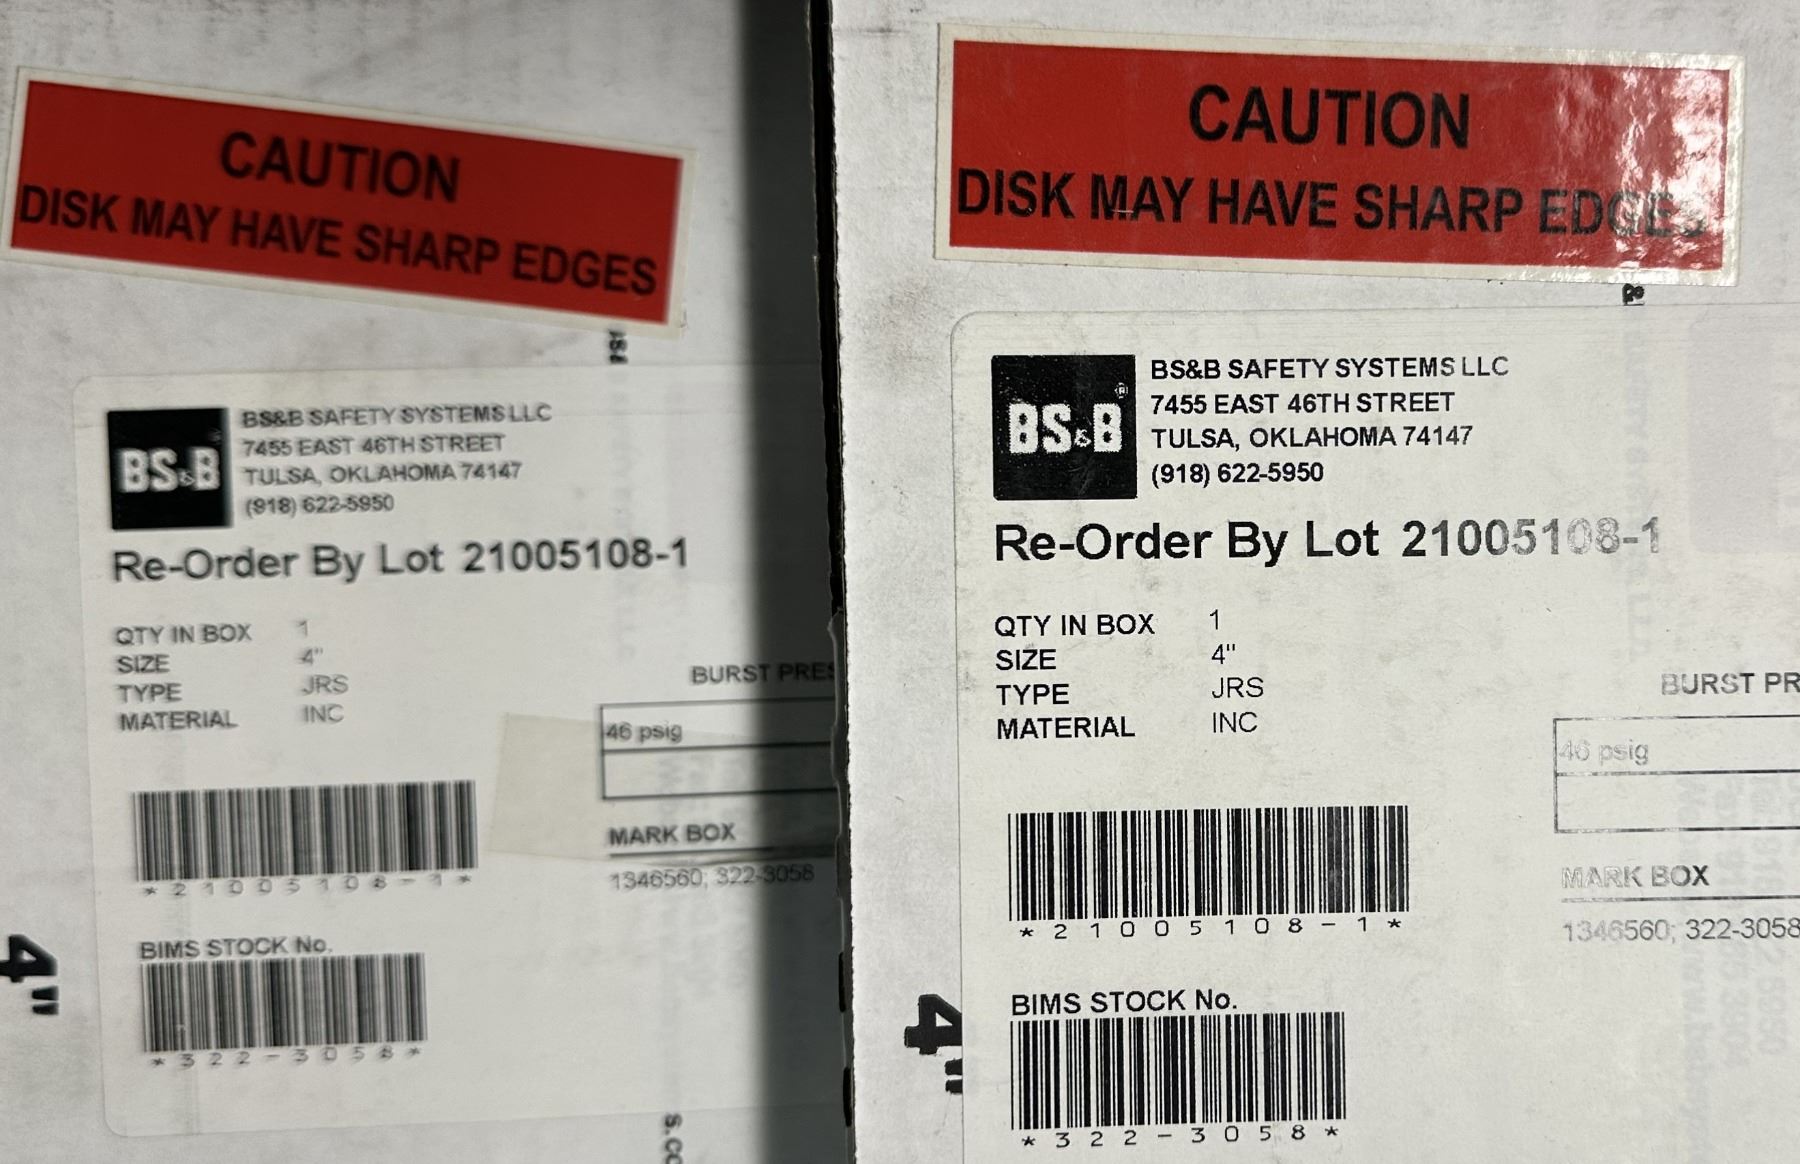 CAUTION
DISK MAY HAVE SHARP EDGES
BS&B
BS&B SAFETY SYSTEMS LLC
7455 EAST 46TH STREET
TULSA, OKLAHOMA 74147
(918) 622-5950
Re-Order By Lot 21005108-1
QTY IN BOX 1
SIZE 4"
TYPE JRS
MATERIAL INC
BURST PRES
46 psig
MARK BOX
1346560; 322-3058
*21005108-1*
BIMS STOCK No.
*322-3058*
4"
S.CO
CAUTION
DISK MAY HAVE SHARP EDGES
BS&B®
BS&B SAFETY SYSTEMS LLC
7455 EAST 46TH STREET
TULSA, OKLAHOMA 74147
(918) 622-5950
Re-Order By Lot 21005108-1
QTY IN BOX 1
SIZE 4"
TYPE JRS
MATERIAL INC
BURST PR
46 psig
MARK BOX
1346560; 322-3058
*21005108-1*
BIMS STOCK No.
*322-3058*
4"